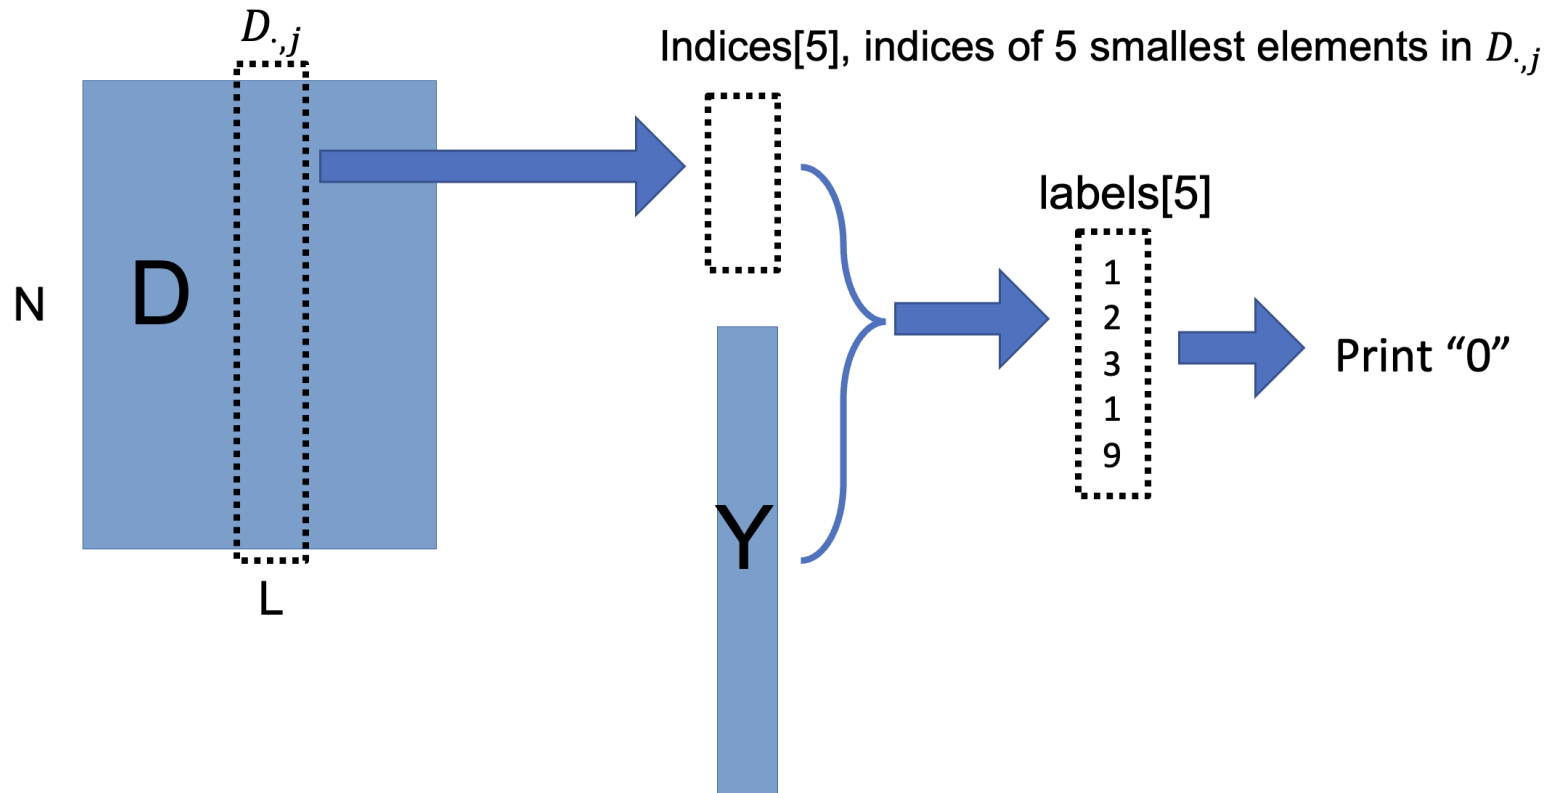 D.,j
Indices[5], indices of 5 smallest elements in D.,j
labels[5]
N
D
1
2
3
1
9
Print “0”
Y
L